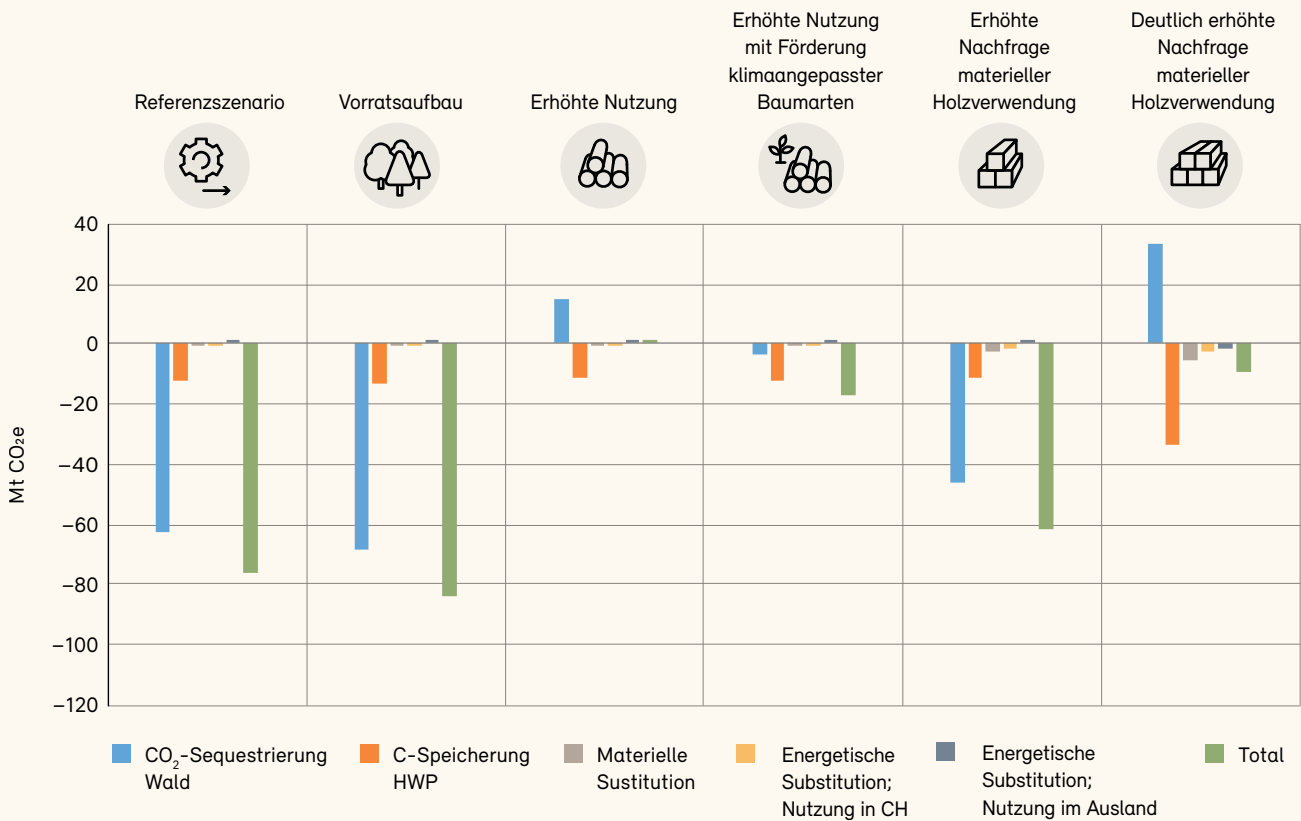 Referenzszenario
Vorratsaufbau
Erhöhte Nutzung
Erhöhte Nutzung
mit Förderung
klimaangepasster
Baumarten
Erhöhte
Nachfrage
materieller
Holzverwendung
Deutlich erhöhte
Nachfrage
materieller
Holzverwendung
Mt CO₂e
40
20
0
–20
–40
–60
–80
–100
–120
CO₂-Sequestrierung
Wald
C-Speicherung
HWP
Materielle
Sustitution
Energetische
Substitution;
Nutzung in CH
Energetische
Substitution;
Nutzung im Ausland
Total